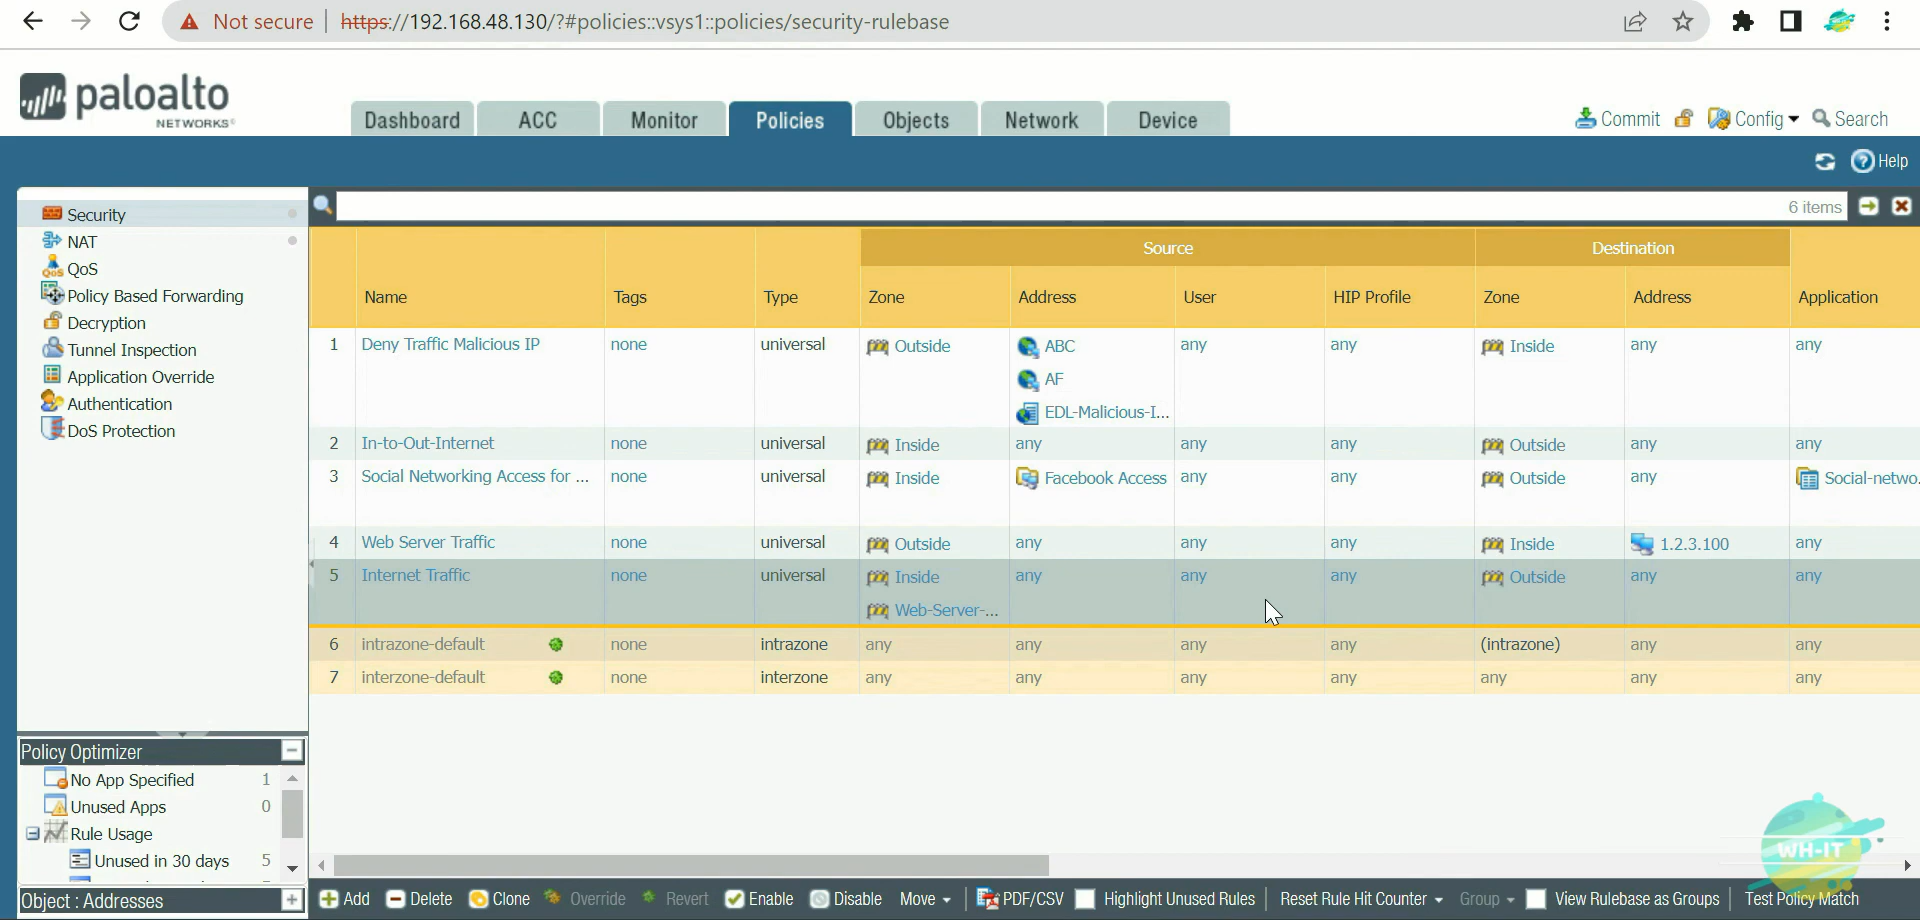 Not secure | https://192.168.48.130/?#policies::vsys1::policies/security-rulebase
paloalto
NETWORKS
Dashboard ACC Monitor Policies Objects Network Device
Commit Config Search
Help
6 items
Security
NAT
QoS
Policy Based Forwarding
Decryption
Tunnel Inspection
Application Override
Authentication
DoS Protection
Source Destination
Name Tags Type Zone Address User HIP Profile Zone Address Application
1 Deny Traffic Malicious IP none universal Outside ABC any any Inside any any
AF
EDL-Malicious-I...
2 In-to-Out-Internet none universal Inside any any any Outside any any
3 Social Networking Access for ... none universal Inside Facebook Access any any Outside any Social-netwo.
4 Web Server Traffic none universal Outside any any any Inside 1.2.3.100 any
5 Internet Traffic none universal Inside any any any Outside any any
Web-Server-...
6 intrazone-default none intrazone any any any any (intrazone) any any
7 interzone-default none interzone any any any any any any any
Policy Optimizer
No App Specified 1
Unused Apps 0
Rule Usage
Unused in 30 days 5
Object : Addresses
WH-IT
Add Delete Clone Override Revert Enable Disable Move PDF/CSV Highlight Unused Rules Reset Rule Hit Counter Group View Rulebase as Groups Test Policy Match